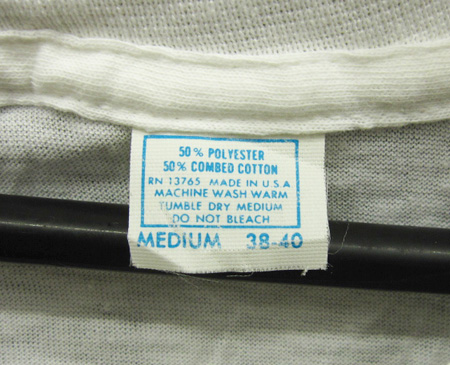 50% POLYESTER
50% COMBED COTTON
RN 13765 MADE IN U.S.A
MACHINE WASH WARM
TUMBLE DRY MEDIUM
DO NOT BLEACH
MEDIUM 38-40